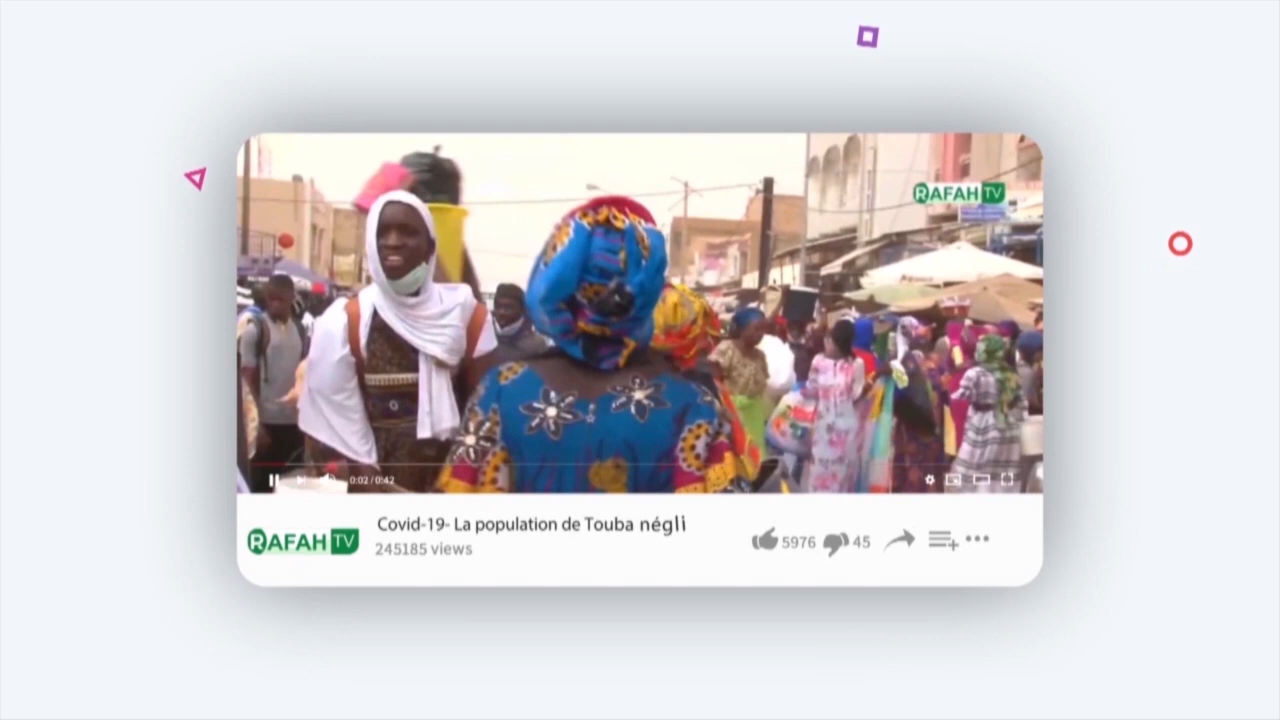 RAFAH TV
0:02 / 0:42
RAFAH TV
Covid-19- La population de Touba négli
245185 views
5976
45